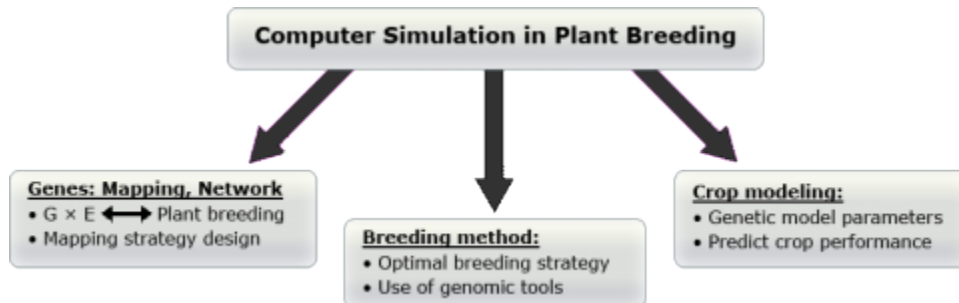 Computer Simulation in Plant Breeding
Genes: Mapping, Network
• G × E ⟷ Plant breeding
• Mapping strategy design
Breeding method:
• Optimal breeding strategy
• Use of genomic tools
Crop modeling:
• Genetic model parameters
• Predict crop performance